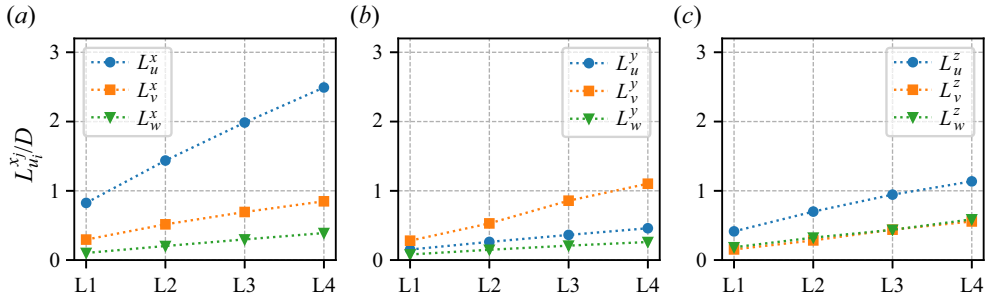 (a) (b) (c)
3 3 3
2 2 2
1 1 1
0 0 0
L_{u_i}^{x_j}/D
L_u^x
L_v^x
L_w^x
L_u^y
L_v^y
L_w^y
L_u^z
L_v^z
L_w^z
L1 L2 L3 L4 L1 L2 L3 L4 L1 L2 L3 L4